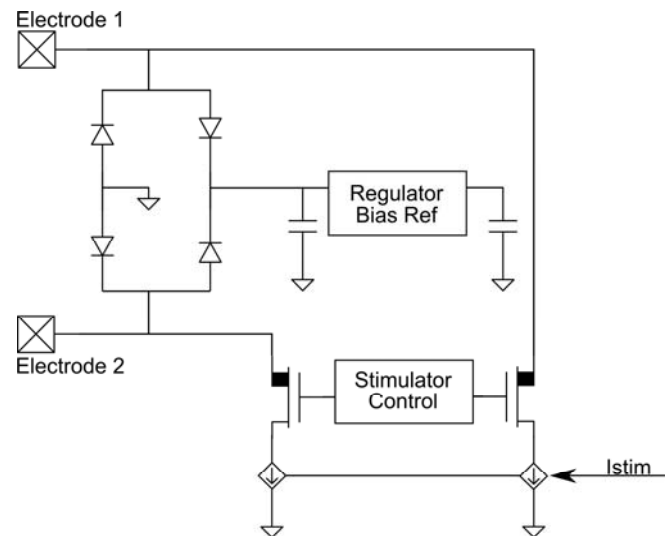 Electrode 1
Regulator
Bias Ref
Electrode 2
Stimulator
Control
Istim